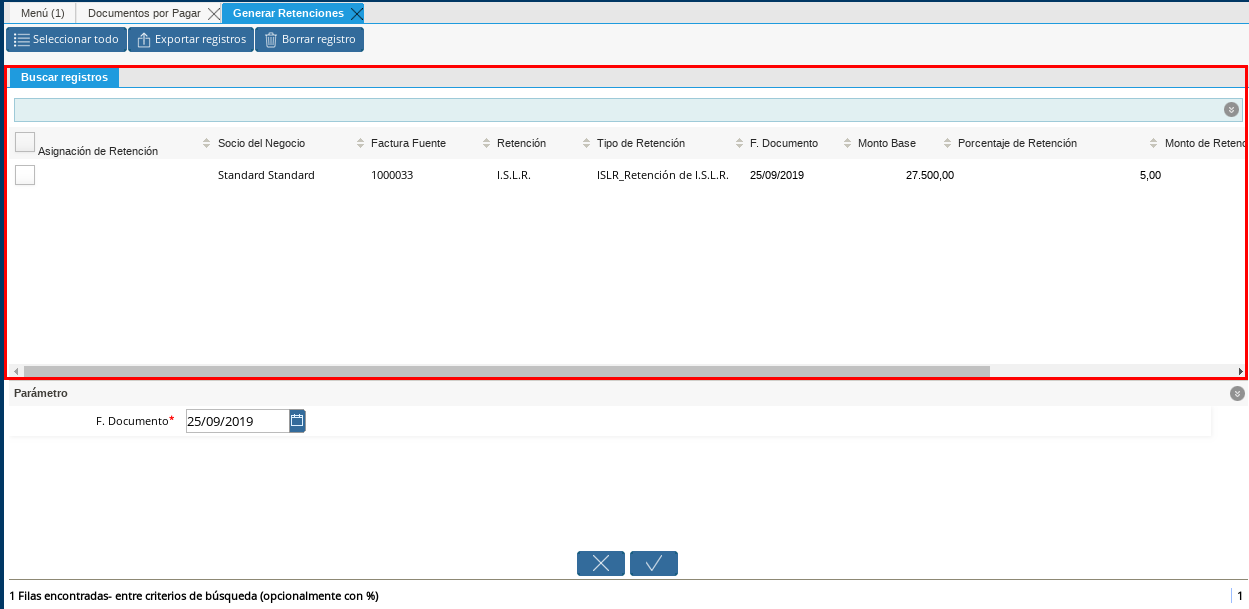 Menú (1) Documentos por Pagar Generar Retenciones
Seleccionar todo Exportar registros Borrar registro
Buscar registros
Asignación de Retención Socio del Negocio Factura Fuente Retención Tipo de Retención F. Documento Monto Base Porcentaje de Retención Monto de Retenc
Standard Standard 1000033 I.S.L.R. ISLR_Retención de I.S.L.R. 25/09/2019 27.500,00 5,00
Parámetro
F. Documento* 25/09/2019
1 Filas encontradas- entre criterios de búsqueda (opcionalmente con %) 1